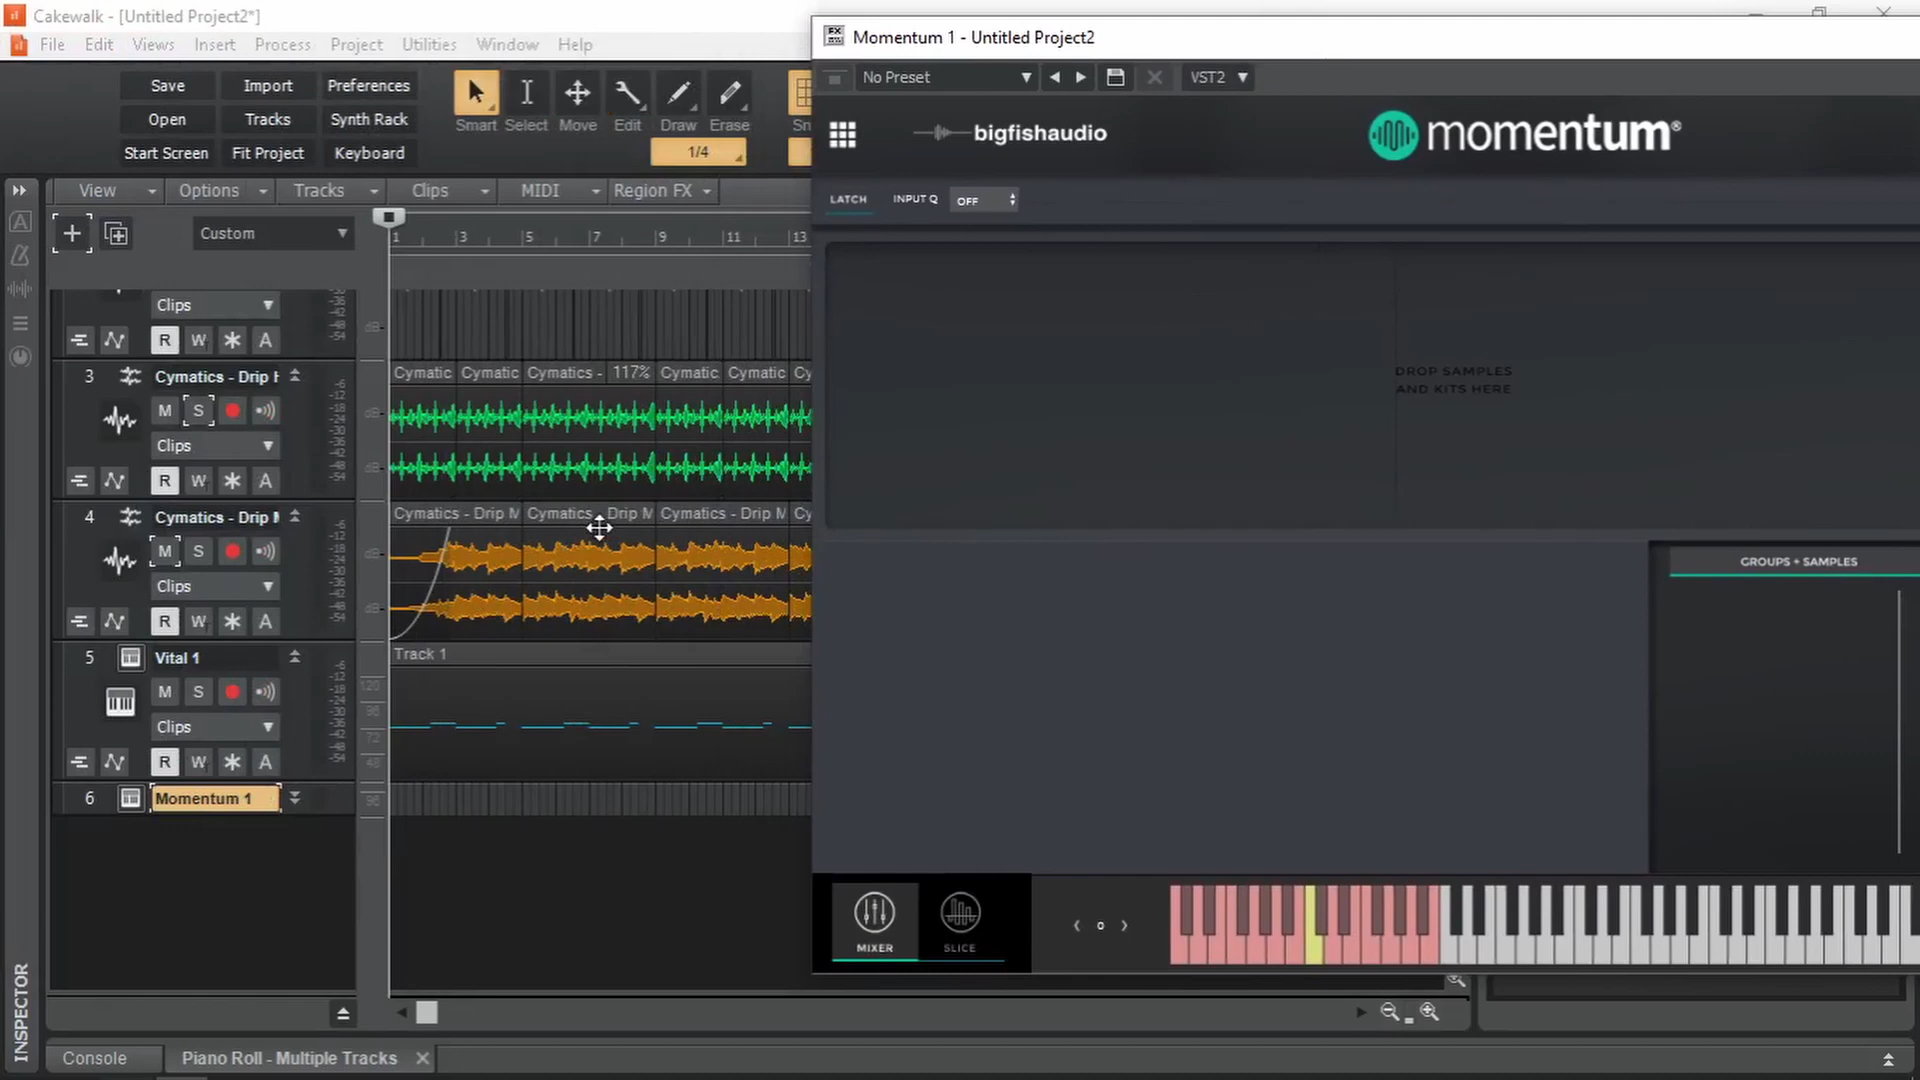 Cakewalk - [Untitled Project2*]
File Edit Views Insert Process Project Utilities Window Help
Save Import Preferences
Open Tracks Synth Rack
Start Screen Fit Project Keyboard
Smart Select Move Edit Draw Erase Sn
1/4
View Options Tracks Clips MIDI Region FX
Custom
1 3 5 7 9 11 13
Clips
R W A
3 Cymatics - Drip H
M S
Clips
R W A
Cymatic Cymatic Cymatics - 117% Cymatic Cymatic Cy
4 Cymatics - Drip M
M S
Clips
R W A
Cymatics - Drip M Cymatics - Drip M Cymatics - Drip M Cy
5 Vital 1
M S
Clips
R W A
Track 1
6 Momentum 1
INSPECTOR
Console Piano Roll - Multiple Tracks
Momentum 1 - Untitled Project2
No Preset VST2
bigfishaudio momentum®
LATCH INPUT Q OFF
DROP SAMPLES
AND KITS HERE
GROUPS + SAMPLES
MIXER SLICE
0